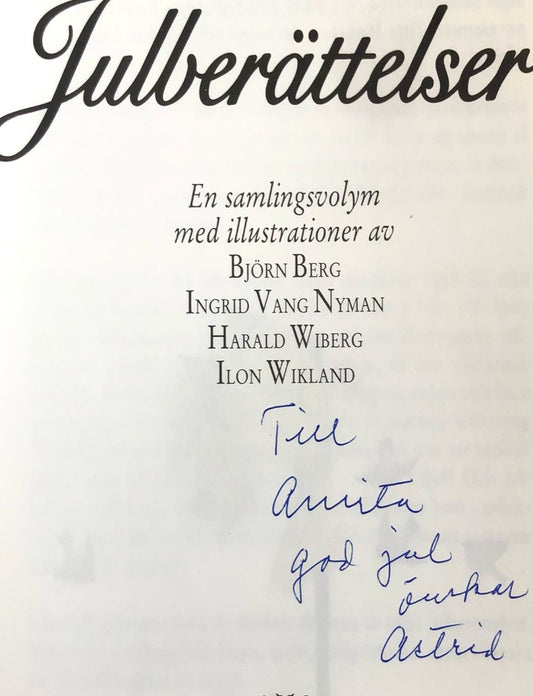 Julberättelser
En samlingsvolym
med illustrationer av
BJÖRN BERG
INGRID VANG NYMAN
HARALD WIBERG
ILON WIKLAND
Till
Annita
god jul
önskar
Astrid